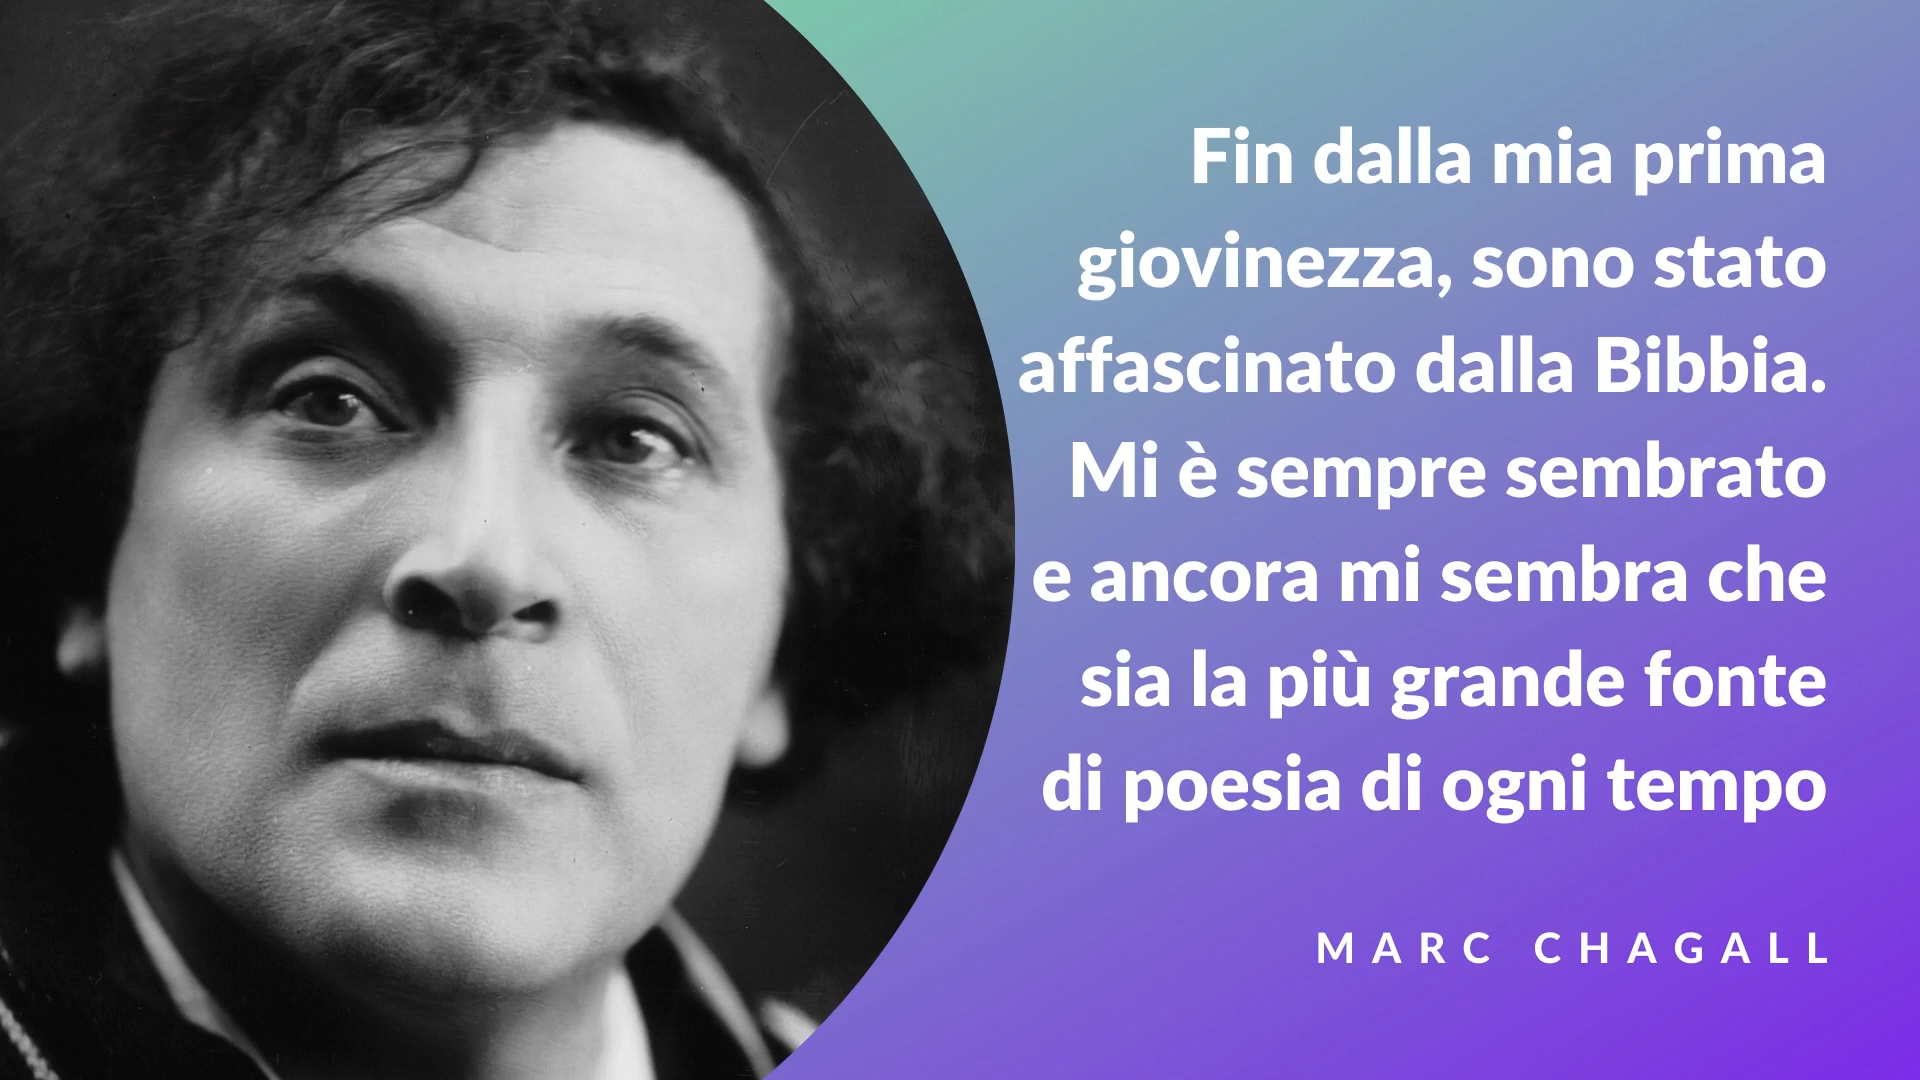 Fin dalla mia prima
giovinezza, sono stato
affascinato dalla Bibbia.
Mi è sempre sembrato
e ancora mi sembra che
sia la più grande fonte
di poesia di ogni tempo
MARC CHAGALL